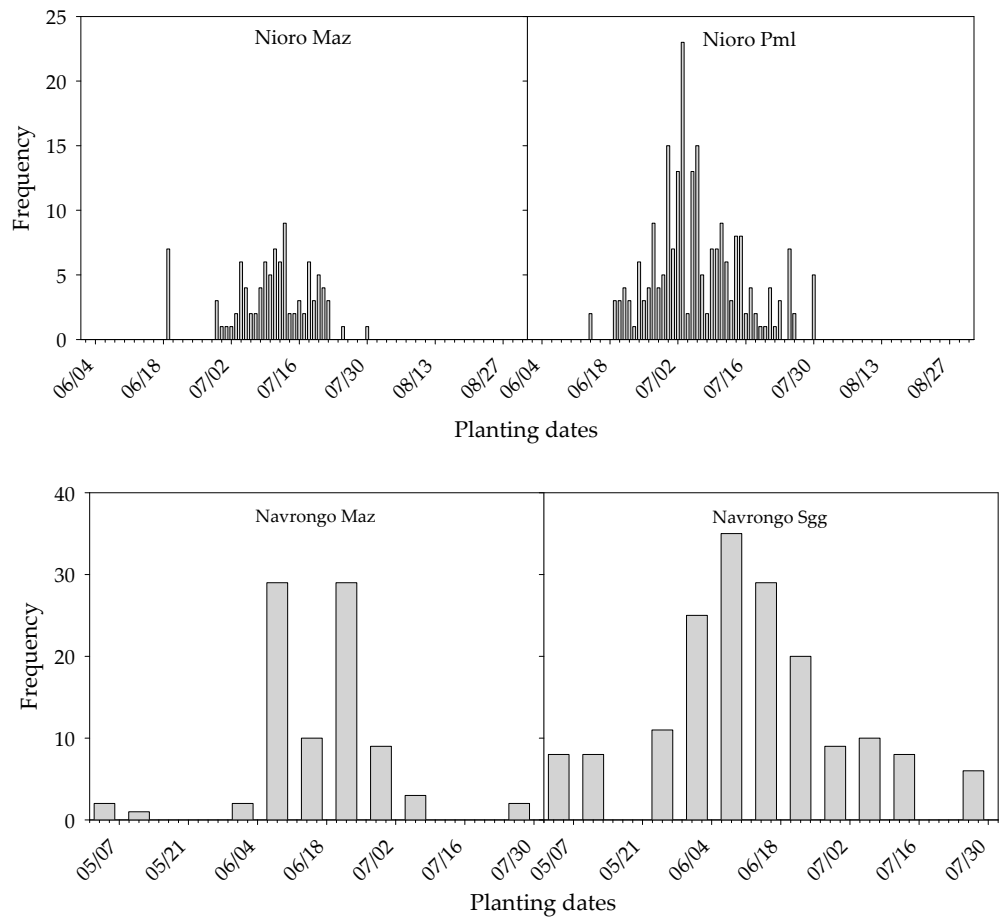 Nioro Maz
Nioro Pml
25
20
15
10
5
0
Frequency
06/04 06/18 07/02 07/16 07/30 08/13 08/27 06/04 06/18 07/02 07/16 07/30 08/13 08/27
Planting dates
Navrongo Maz
Navrongo Sgg
40
30
20
10
0
Frequency
05/07 05/21 06/04 06/18 07/02 07/16 07/30 05/07 05/21 06/04 06/18 07/02 07/16 07/30
Planting dates